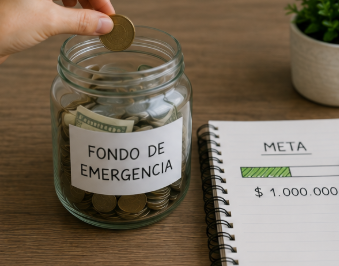 FONDO DE
EMERGENCIA
META
$ 1.000.000